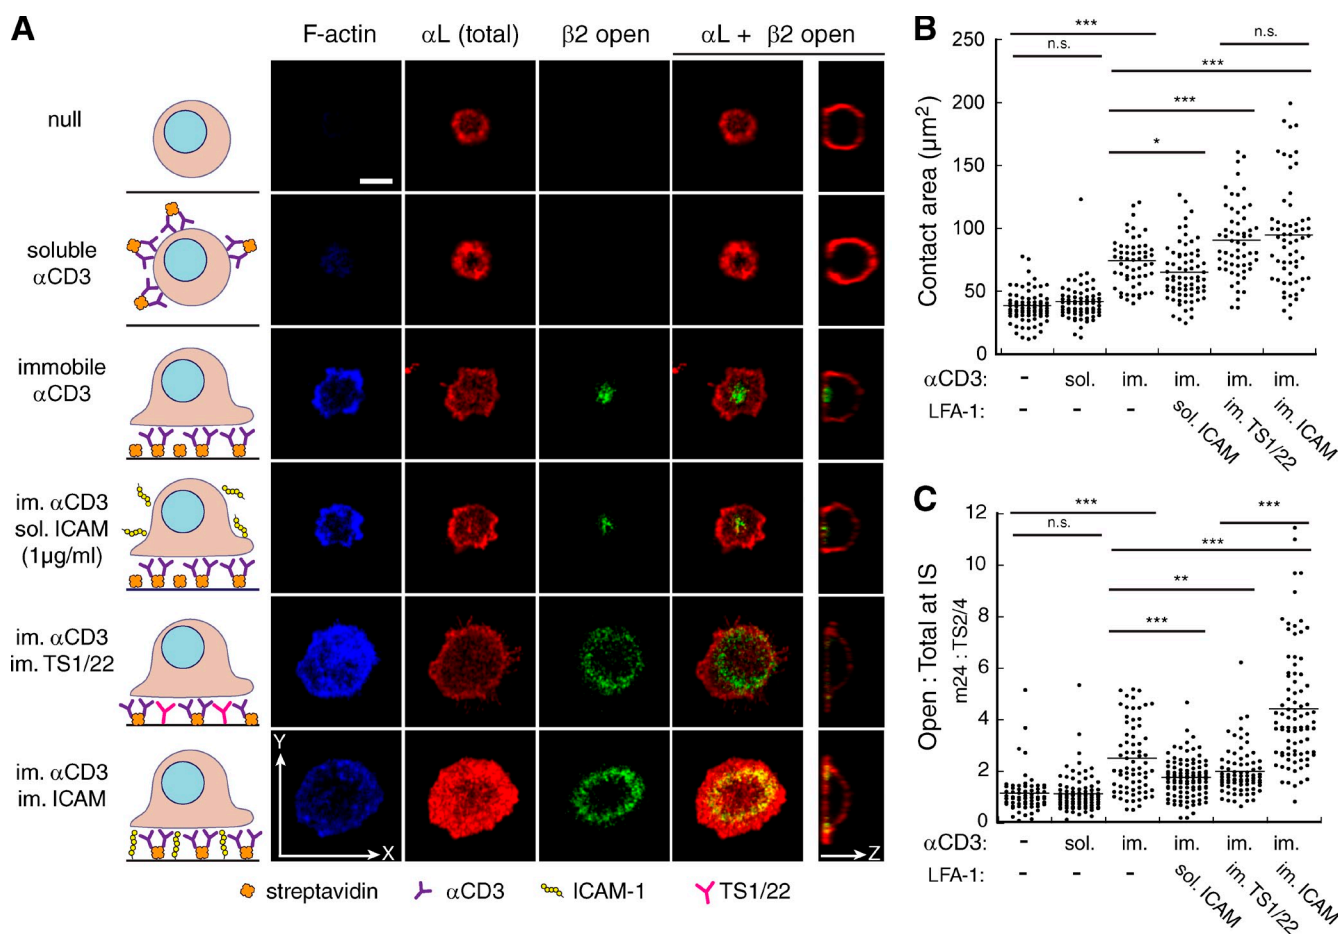 A
F-actin
αL (total)
β2 open
αL + β2 open
null
soluble
αCD3
immobile
αCD3
im. αCD3
sol. ICAM
(1µg/ml)
im. αCD3
im. TS1/22
im. αCD3
im. ICAM
Y
X
Z
streptavidin
αCD3
ICAM-1
TS1/22
B
Contact area (µm²)
250
200
150
100
50
0
***
n.s.
n.s.
***
***
*
αCD3: - sol. im. im. im. im.
LFA-1: - - - sol. ICAM im. TS1/22 im. ICAM
C
Open : Total at IS
m24 : TS2/4
12
10
8
6
4
2
0
***
n.s.
***
***
**
***
αCD3: - sol. im. im. im. im.
LFA-1: - - - sol. ICAM im. TS1/22 im. ICAM